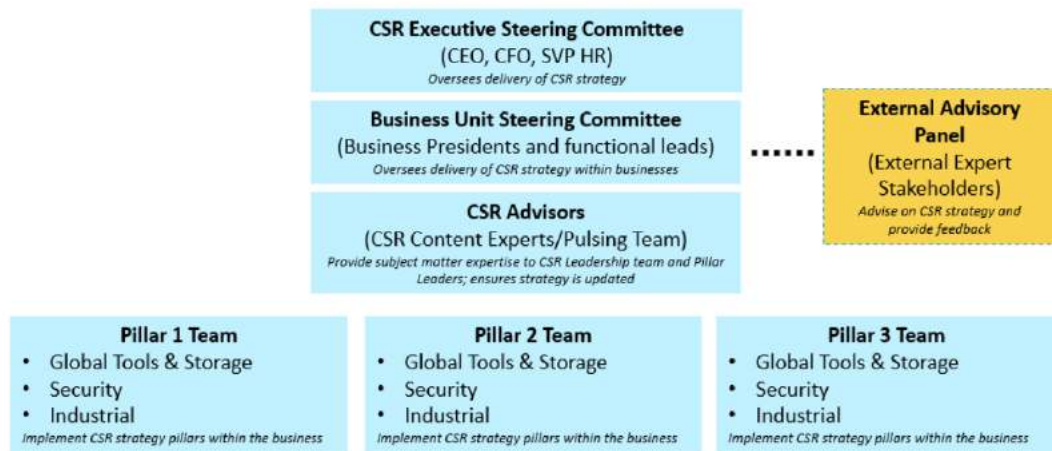 CSR Executive Steering Committee
(CEO, CFO, SVP HR)
Oversees delivery of CSR strategy
Business Unit Steering Committee
(Business Presidents and functional leads)
Oversees delivery of CSR strategy within businesses
CSR Advisors
(CSR Content Experts/Pulsing Team)
Provide subject matter expertise to CSR Leadership team and Pillar
Leaders; ensures strategy is updated
External Advisory
Panel
(External Expert
Stakeholders)
Advise on CSR strategy and
provide feedback
Pillar 1 Team
• Global Tools & Storage
• Security
• Industrial
Implement CSR strategy pillars within the business
Pillar 2 Team
• Global Tools & Storage
• Security
• Industrial
Implement CSR strategy pillars within the business
Pillar 3 Team
• Global Tools & Storage
• Security
• Industrial
Implement CSR strategy pillars within the business